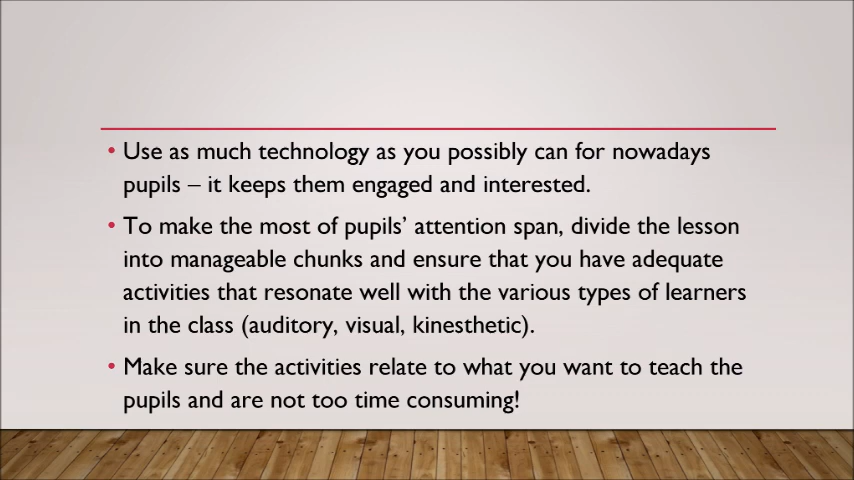 • Use as much technology as you possibly can for nowadays
pupils – it keeps them engaged and interested.
• To make the most of pupils’ attention span, divide the lesson
into manageable chunks and ensure that you have adequate
activities that resonate well with the various types of learners
in the class (auditory, visual, kinesthetic).
• Make sure the activities relate to what you want to teach the
pupils and are not too time consuming!